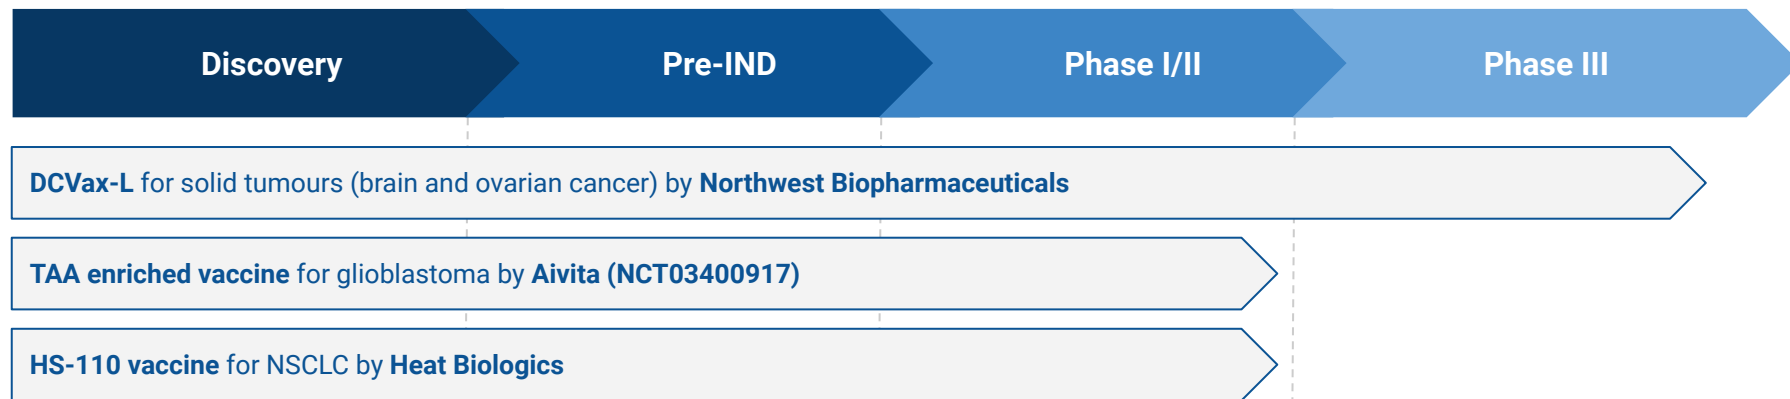 Discovery
Pre-IND
Phase I/II
Phase III
DCVax-L for solid tumours (brain and ovarian cancer) by Northwest Biopharmaceuticals
TAA enriched vaccine for glioblastoma by Aivita (NCT03400917)
HS-110 vaccine for NSCLC by Heat Biologics